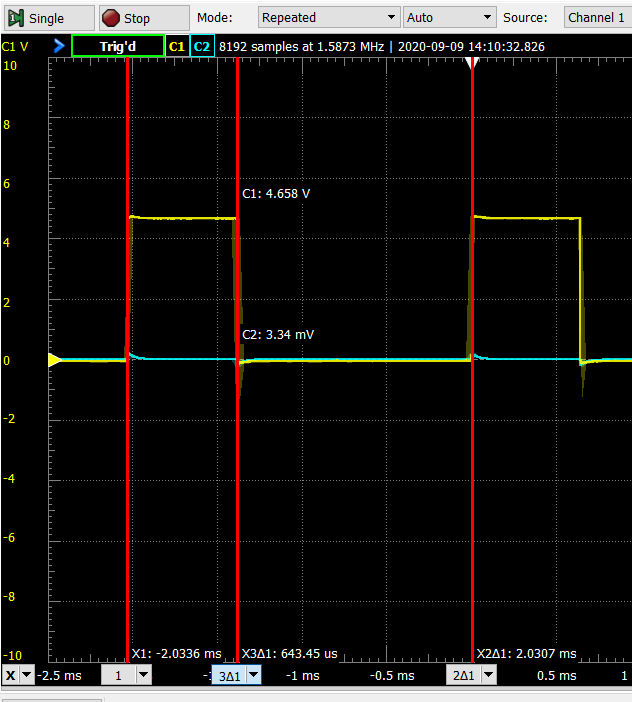 Single Stop Mode: Repeated Auto Source: Channel 1
C1 V Trig'd C1 C2 8192 samples at 1.5873 MHz | 2020-09-09 14:10:32.826
10
8
6
C1: 4.658 V
4
2
C2: 3.34 mV
0
-2
-4
-6
-8
-10
X1: -2.0336 ms X3Δ1: 643.45 us X2Δ1: 2.0307 ms
X -2.5 ms 1 3Δ1 -1 ms -0.5 ms 2Δ1 0.5 ms 1